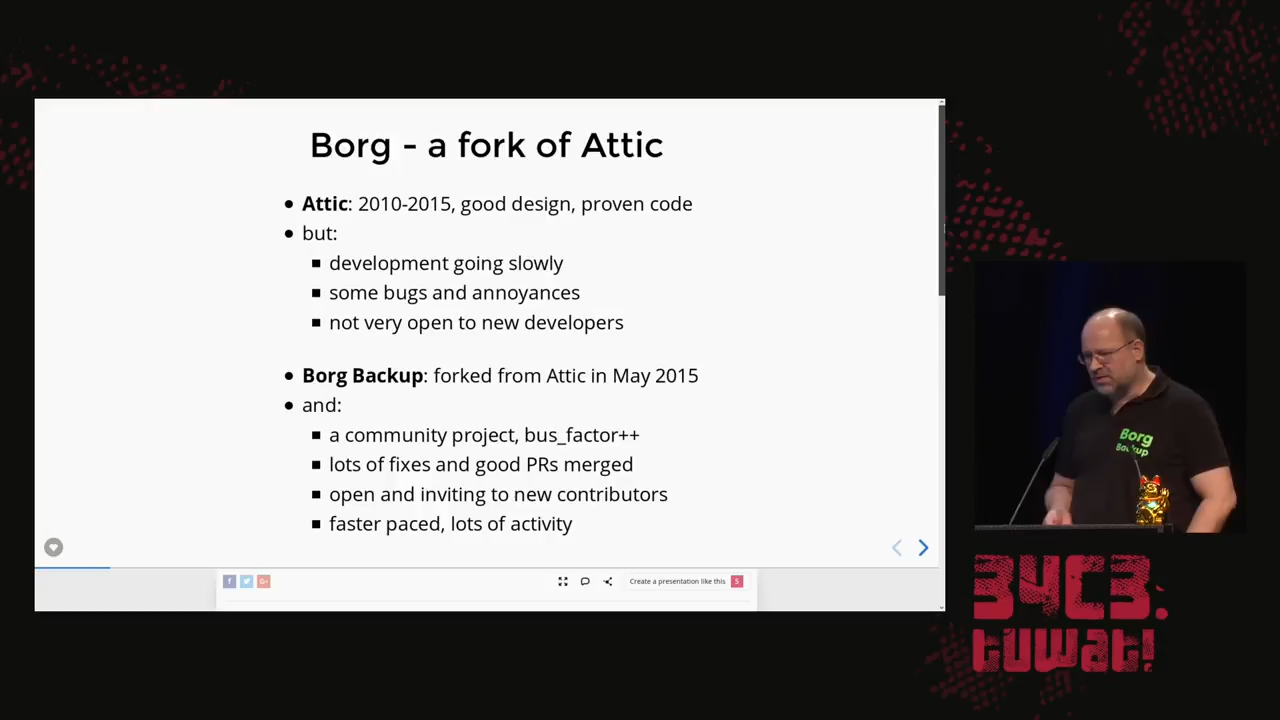 Borg - a fork of Attic
Attic: 2010-2015, good design, proven code
but:
development going slowly
some bugs and annoyances
not very open to new developers
Borg Backup: forked from Attic in May 2015
and:
a community project, bus_factor++
lots of fixes and good PRs merged
open and inviting to new contributors
faster paced, lots of activity
Create a presentation like this
S
Borg
Backup
34C3.
tuwat!